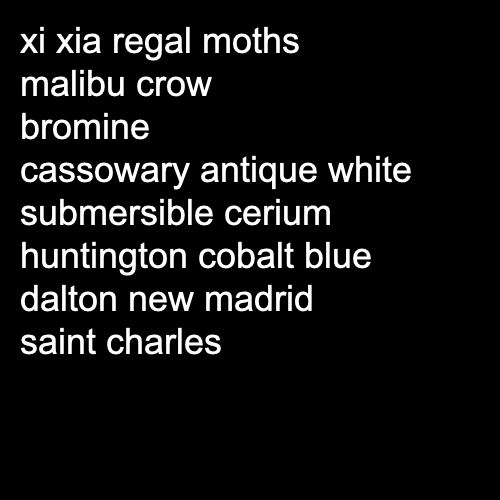 xi xia regal moths
malibu crow
bromine
cassowary antique white
submersible cerium
huntington cobalt blue
dalton new madrid
saint charles